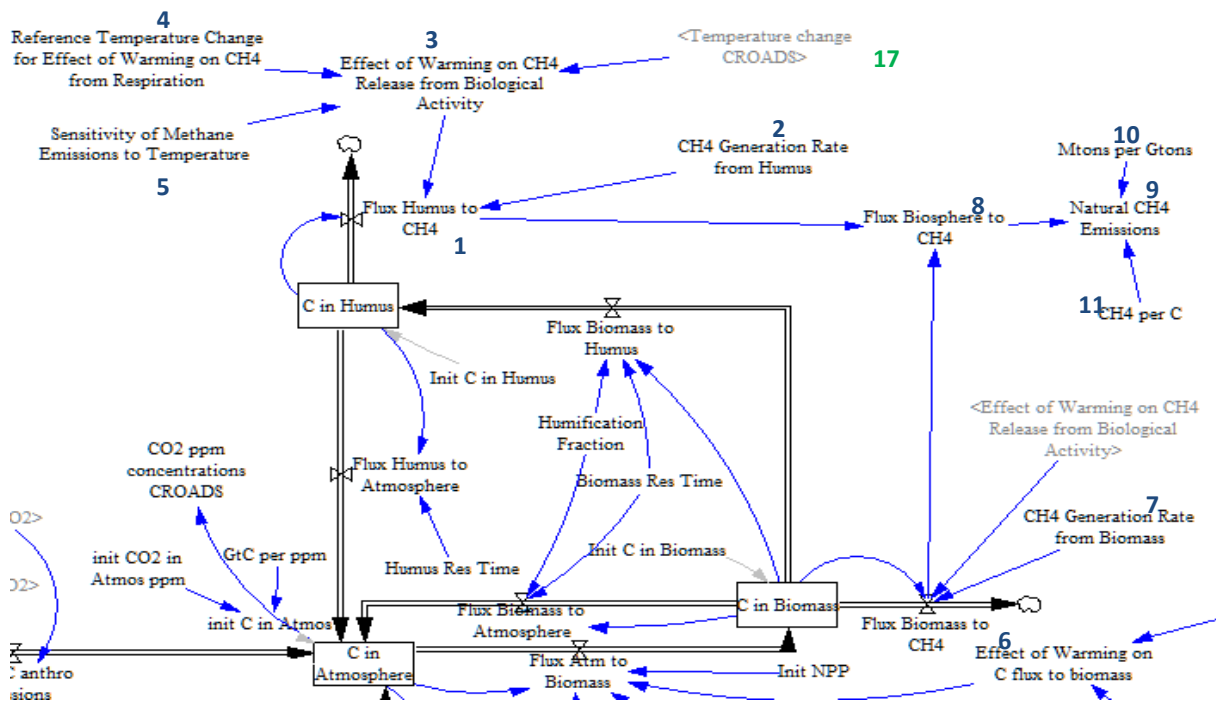 4
Reference Temperature Change
for Effect of Warming on CH4
from Respiration
3
Effect of Warming on CH4
Release from Biological
Activity
<Temperature change
CROADS>
17
Sensitivity of Methane
Emissions to Temperature
5
2
CH4 Generation Rate
from Humus
10
Mtons per Gtons
9
Natural CH4
Emissions
8
Flux Biosphere to
CH4
Flux Humus to
CH4
1
11
CH4 per C
C in Humus
Flux Biomass to
Humus
Init C in Humus
Humification
Fraction
<Effect of Warming on CH4
Release from Biological
Activity>
CO2 ppm
concentrations
CROADS
Flux Humus to
Atmosphere
Biomass Res Time
7
CH4 Generation Rate
from Biomass
O2>
init CO2 in
Atmos ppm
GtC per ppm
Humus Res Time
Init C in Biomass
O2>
init C in Atmos
Flux Biomass to
Atmosphere
C in Biomass
Flux Biomass to
CH4
6
Effect of Warming on
C flux to biomass
C anthro
ssions
C in
Atmosphere
Flux Atm to
Biomass
Init NPP